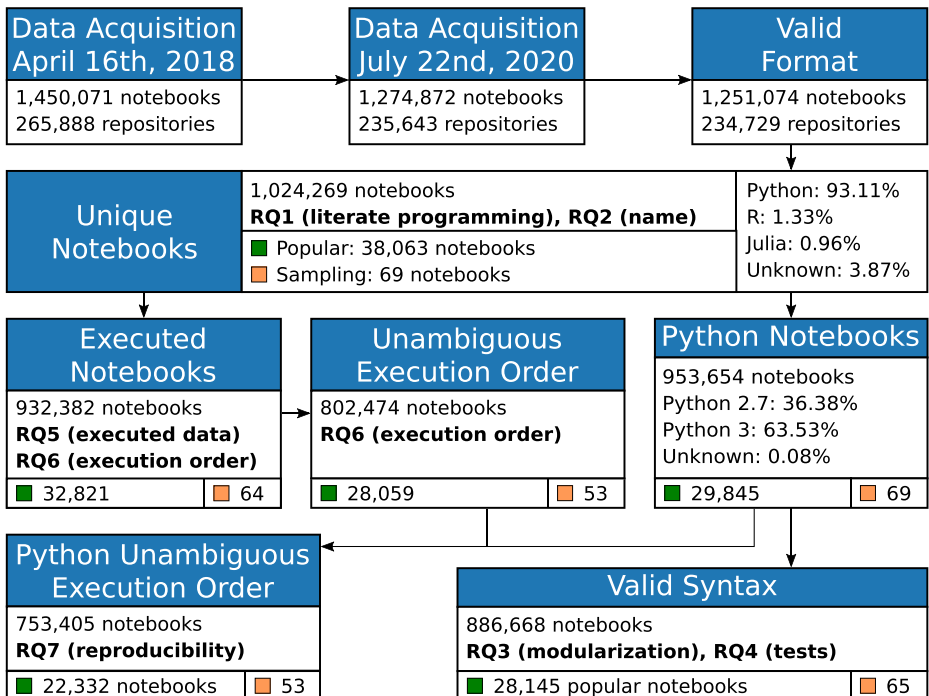 Data Acquisition
April 16th, 2018
1,450,071 notebooks
265,888 repositories
Data Acquisition
July 22nd, 2020
1,274,872 notebooks
235,643 repositories
Valid
Format
1,251,074 notebooks
234,729 repositories
Unique
Notebooks
1,024,269 notebooks
RQ1 (literate programming), RQ2 (name)
Popular: 38,063 notebooks
Sampling: 69 notebooks
Python: 93.11%
R: 1.33%
Julia: 0.96%
Unknown: 3.87%
Executed
Notebooks
932,382 notebooks
RQ5 (executed data)
RQ6 (execution order)
32,821
64
Unambiguous
Execution Order
802,474 notebooks
RQ6 (execution order)
28,059
53
Python Notebooks
953,654 notebooks
Python 2.7: 36.38%
Python 3: 63.53%
Unknown: 0.08%
29,845
69
Python Unambiguous
Execution Order
753,405 notebooks
RQ7 (reproducibility)
22,332 notebooks
53
Valid Syntax
886,668 notebooks
RQ3 (modularization), RQ4 (tests)
28,145 popular notebooks
65